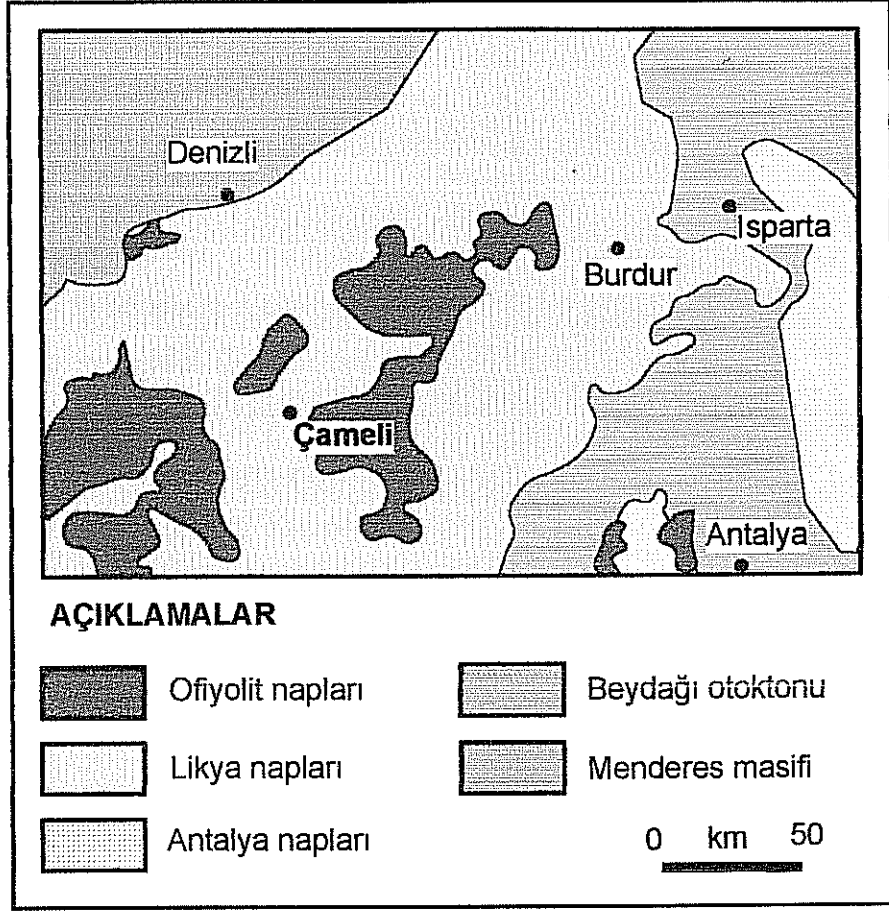 Denizli
Isparta
Burdur
Çameli
Antalya
AÇIKLAMALAR
Ofiyolit napları
Likya napları
Antalya napları
Beydağı otoktonu
Menderes masifi
0 km 50